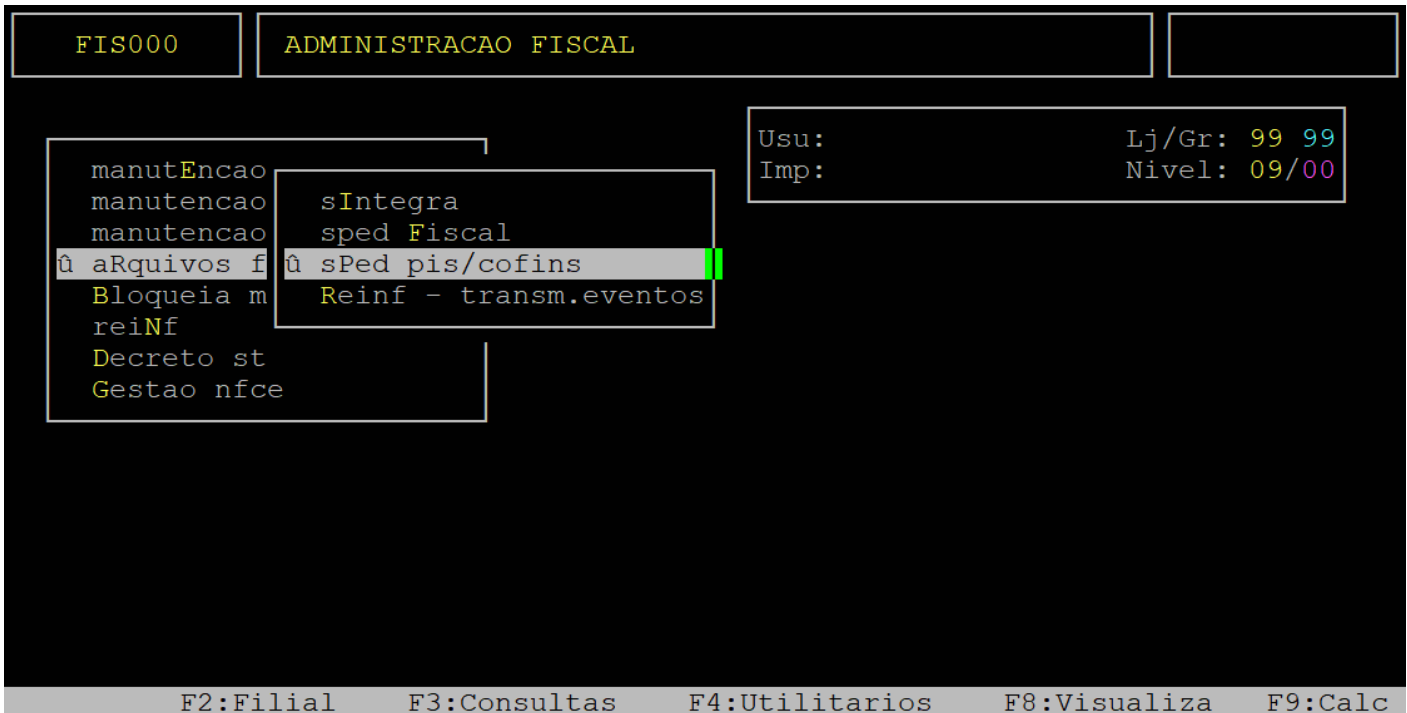 FIS000 ADMINISTRACAO FISCAL
Usu: Lj/Gr: 99 99
Imp: Nivel: 09/00
manutEncao
manutencao
manutencao
û aRquivos f
Bloqueia m
reiNf
Decreto st
Gestao nfce
sIntegra
sped Fiscal
û sPed pis/cofins
Reinf - transm.eventos
F2:Filial F3:Consultas F4:Utilitarios F8:Visualiza F9:Calc